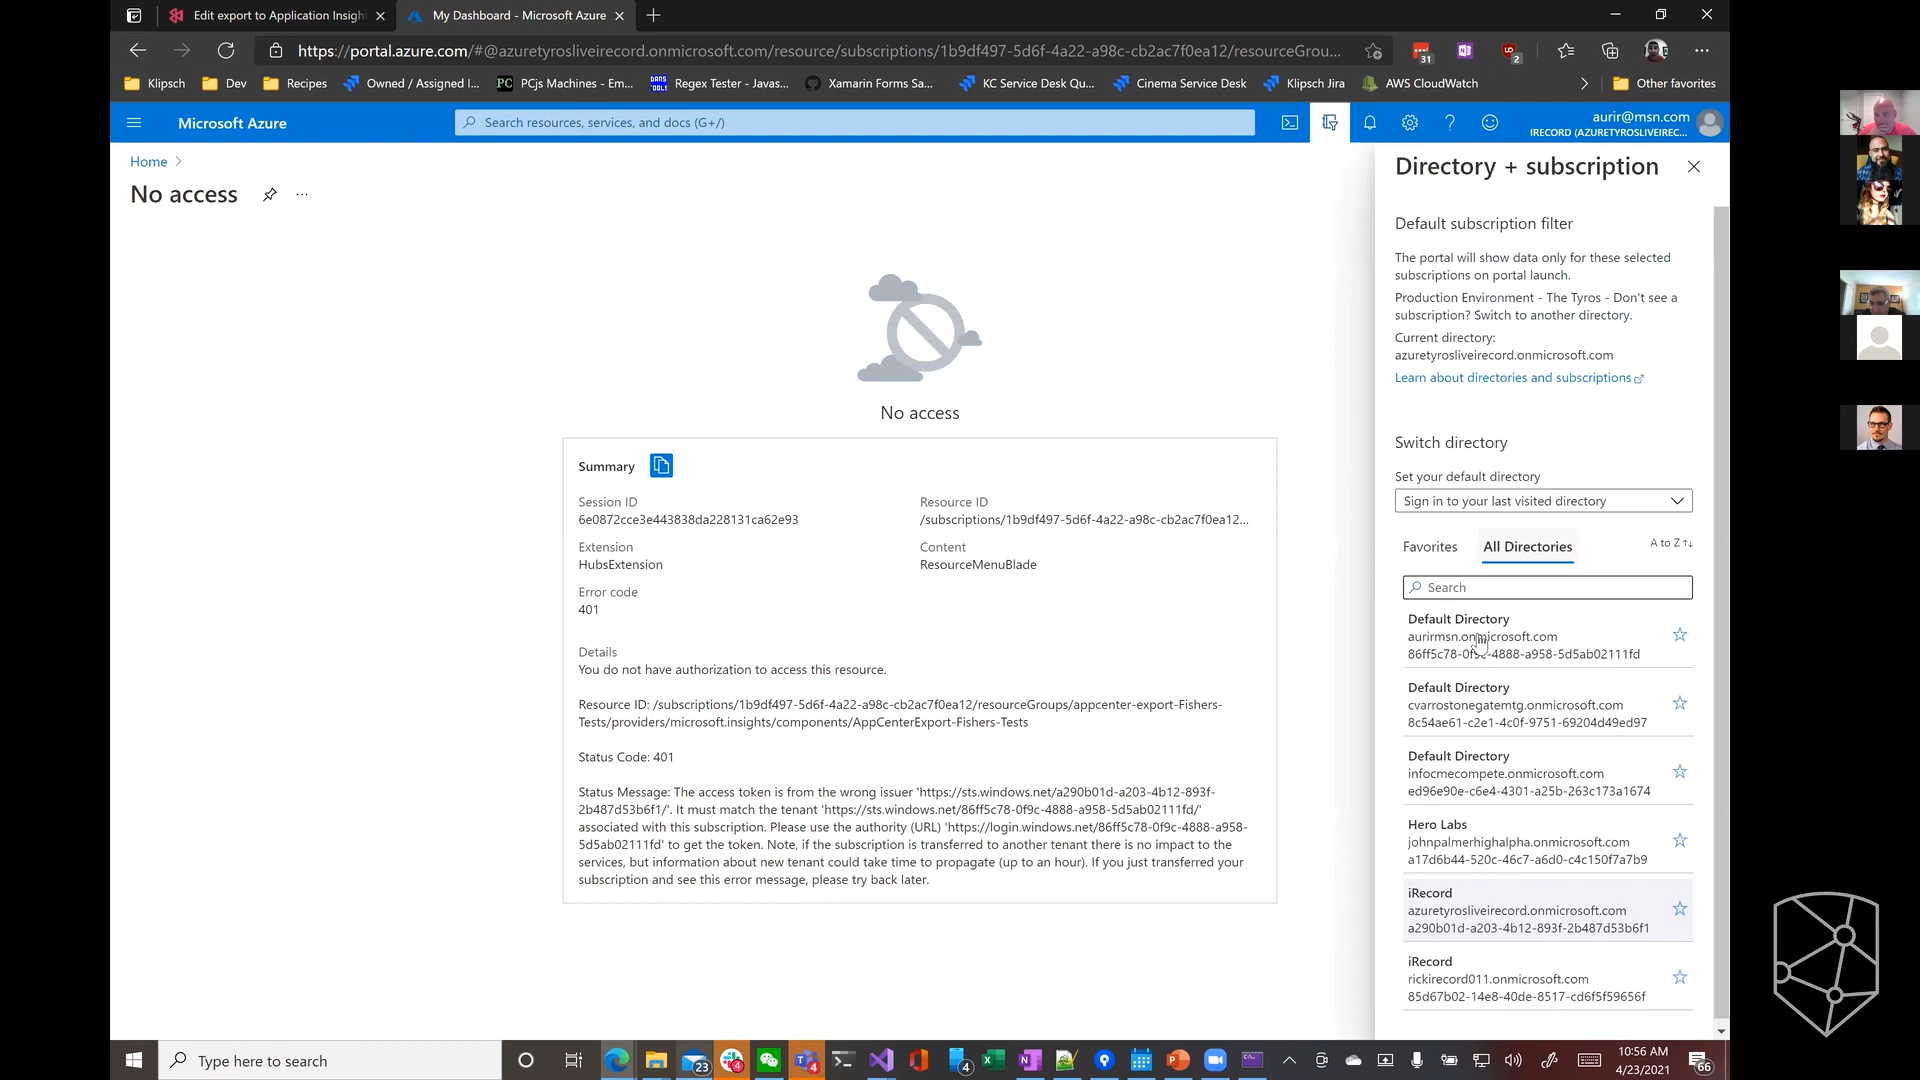 Edit export to Application Insigh
My Dashboard - Microsoft Azure
https://portal.azure.com/#@azuretyrosliveirecord.onmicrosoft.com/resource/subscriptions/1b9df497-5d6f-4a22-a98c-cb2ac7f0ea12/resourceGrou...
31
2
Klipsch
Dev
Recipes
Owned / Assigned I...
PCjs Machines - Em...
Regex Tester - Javas...
Xamarin Forms Sa...
KC Service Desk Qu...
Cinema Service Desk
Klipsch Jira
AWS CloudWatch
Other favorites
Microsoft Azure
Search resources, services, and docs (G+/)
aurir@msn.com
IRECORD (AZURETYROSLIVEIREC...
Home
No access
No access
Summary
Session ID
6e0872cce3e443838da228131ca62e93
Resource ID
/subscriptions/1b9df497-5d6f-4a22-a98c-cb2ac7f0ea12...
Extension
HubsExtension
Content
ResourceMenuBlade
Error code
401
Details
You do not have authorization to access this resource.
Resource ID: /subscriptions/1b9df497-5d6f-4a22-a98c-cb2ac7f0ea12/resourceGroups/appcenter-export-Fishers-
Tests/providers/microsoft.insights/components/AppCenterExport-Fishers-Tests
Status Code: 401
Status Message: The access token is from the wrong issuer 'https://sts.windows.net/a290b01d-a203-4b12-893f-
2b487d53b6f1/'. It must match the tenant 'https://sts.windows.net/86ff5c78-0f9c-4888-a958-5d5ab02111fd/'
associated with this subscription. Please use the authority (URL) 'https://login.windows.net/86ff5c78-0f9c-4888-a958-
5d5ab02111fd' to get the token. Note, if the subscription is transferred to another tenant there is no impact to the
services, but information about new tenant could take time to propagate (up to an hour). If you just transferred your
subscription and see this error message, please try back later.
Directory + subscription
Default subscription filter
The portal will show data only for these selected
subscriptions on portal launch.
Production Environment - The Tyros - Don't see a
subscription? Switch to another directory.
Current directory:
azuretyrosliveirecord.onmicrosoft.com
Learn about directories and subscriptions
Switch directory
Set your default directory
Sign in to your last visited directory
Favorites
All Directories
A to Z ↑↓
Search
Default Directory
aurirmsn.onmicrosoft.com
86ff5c78-0f9c-4888-a958-5d5ab02111fd
Default Directory
cvarrostonegatemtg.onmicrosoft.com
8c54ae61-c2e1-4c0f-9751-69204d49ed97
Default Directory
infocmecompete.onmicrosoft.com
ed96e90e-c6e4-4301-a25b-263c173a1674
Hero Labs
johnpalmerhighalpha.onmicrosoft.com
a17d6b44-520c-46c7-a6d0-c4c150f7a7b9
iRecord
azuretyrosliveirecord.onmicrosoft.com
a290b01d-a203-4b12-893f-2b487d53b6f1
iRecord
rickirecord011.onmicrosoft.com
85d67b02-14e8-40de-8517-cd6f5f59656f
Type here to search
23
4
4
4
10:56 AM
4/23/2021
66